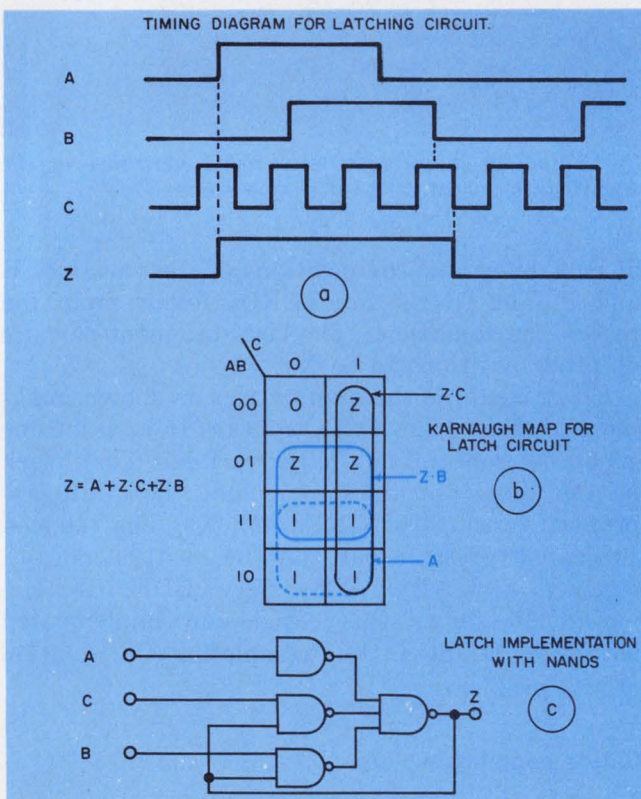 TIMING DIAGRAM FOR LATCHING CIRCUIT.
A
B
C
Z
a
C
AB 0 1
00 0 Z
Z·C
KARNAUGH MAP FOR
LATCH CIRCUIT
b
01 Z Z
Z·B
Z = A + Z·C + Z·B
11 1 1
10 1 1
A
LATCH IMPLEMENTATION
WITH NANDS
c
A
C
B
Z